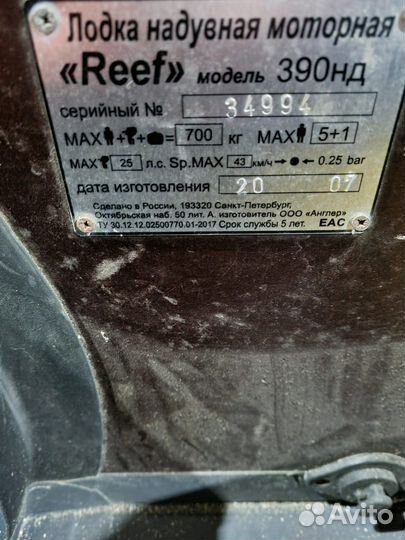 Лодка надувная моторная
«Reef» модель 390нд
серийный № 34994
MAX + + = 700 кг MAX 5+1
MAX 25 л.с. Sp.MAX 43 км/ч → ● ← 0.25 bar
дата изготовления 20 07
Сделано в России, 193320 Санкт-Петербург,
Октябрьская наб. 50 лит. А. изготовитель ООО «Англер»
ТУ 30.12.12.02500770.01-2017 Срок службы 5 лет. ЕАС
Avito